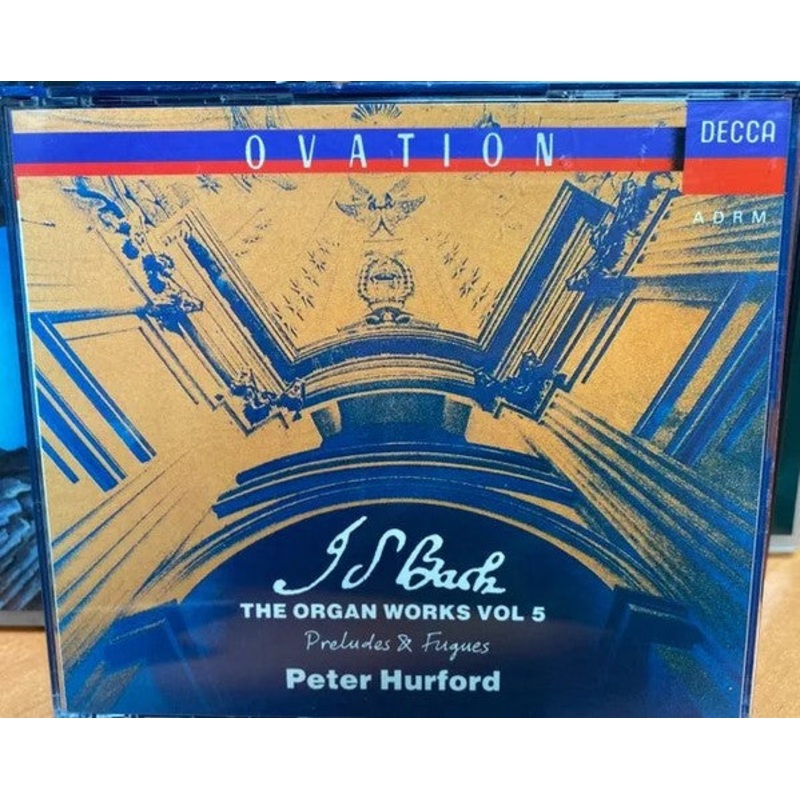 OVATION
DECCA
ADRM
J S Bach
THE ORGAN WORKS VOL 5
Preludes & Fugues
Peter Hurford